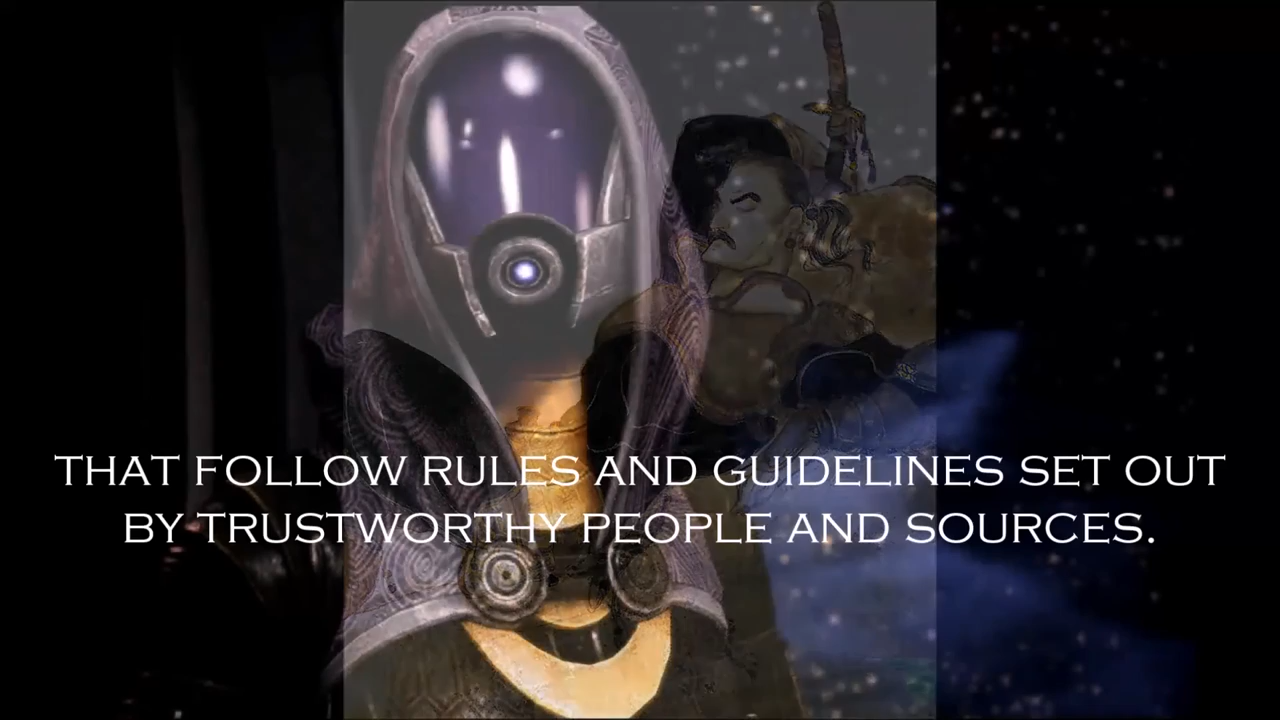 THAT FOLLOW RULES AND GUIDELINES SET OUT
BY TRUSTWORTHY PEOPLE AND SOURCES.